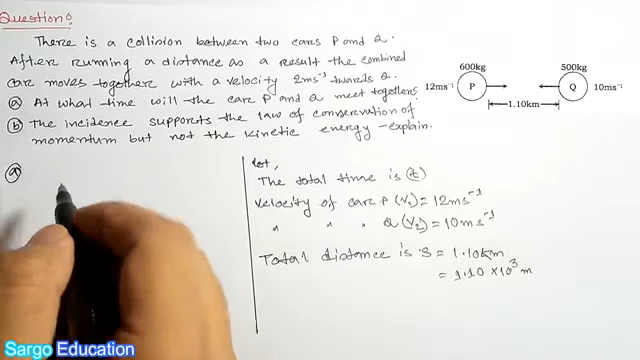 Question:
There is a collision between two cars P and Q.
After running a distance as a result the combined
car moves together with a velocity 2ms⁻¹ towards Q.
(a) At what time will the car P and Q meet together?
(b) The incidence supports the law of conservation of
momentum but not the kinetic energy - explain.
600kg 500kg
12ms⁻¹ P Q 10ms⁻¹
1.10km
(a)
let,
The total time is (t)
velocity of car P (V₁) = 12ms⁻¹
" " " Q (V₂) = 10ms⁻¹
Total distance is S = 1.10km
= 1.10 × 10³ m
Sargo Education